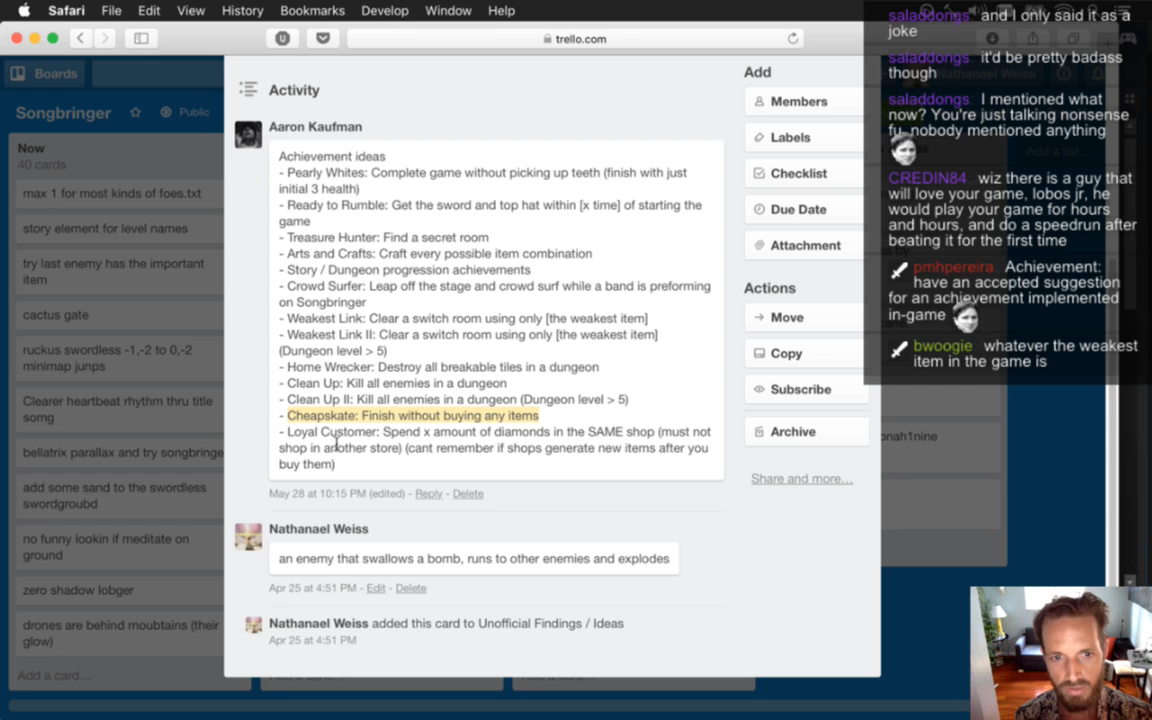 Safari File Edit View History Bookmarks Develop Window Help
trello.com
Boards
Nathanael Weiss
Songbringer
Public
Now
40 cards
max 1 for most kinds of foes.txt
story element for level names
try last enemy has the important
item
cactus gate
ruckus swordless -1,-2 to 0,-2
minimap junps
Clearer heartbeat rhythm thru title
somg
bellatrix parallax and try songbringe
add some sand to the swordless
swordgroubd
no funny lookin if meditate on
ground
zero shadow lobger
drones are behind moubtains (their
glow)
Add a card...
Activity
Aaron Kaufman
Achievement ideas
- Pearly Whites: Complete game without picking up teeth (finish with just
initial 3 health)
- Ready to Rumble: Get the sword and top hat within [x time] of starting the
game
- Treasure Hunter: Find a secret room
- Arts and Crafts: Craft every possible item combination
- Story / Dungeon progression achievements
- Crowd Surfer: Leap off the stage and crowd surf while a band is preforming
on Songbringer
- Weakest Link: Clear a switch room using only [the weakest item]
- Weakest Link II: Clear a switch room using only [the weakest item]
(Dungeon level > 5)
- Home Wrecker: Destroy all breakable tiles in a dungeon
- Clean Up: Kill all enemies in a dungeon
- Clean Up II: Kill all enemies in a dungeon (Dungeon level > 5)
- Cheapskate: Finish without buying any items
- Loyal Customer: Spend x amount of diamonds in the SAME shop (must not
shop in another store) (cant remember if shops generate new items after you
buy them)
May 28 at 10:15 PM (edited) - Reply - Delete
Nathanael Weiss
an enemy that swallows a bomb, runs to other enemies and explodes
Apr 25 at 4:51 PM - Edit - Delete
Nathanael Weiss added this card to Unofficial Findings / Ideas
Apr 25 at 4:51 PM
Add
Members
Labels
Checklist
Due Date
Attachment
Actions
Move
Copy
Subscribe
Archive
Share and more...
Add a list...
onah1nine
saladdongs: and I only said it as a
joke
saladdongs: it'd be pretty badass
though
saladdongs: I mentioned what
now? You're just talking nonsense
fu, nobody mentioned anything
CREDIN84: wiz there is a guy that
will love your game, lobos jr, he
would play your game for hours
and hours, and do a speedrun after
beating it for the first time
pmhpereira: Achievement:
have an accepted suggestion
for an achievement implemented
in-game
bwoogie: whatever the weakest
item in the game is